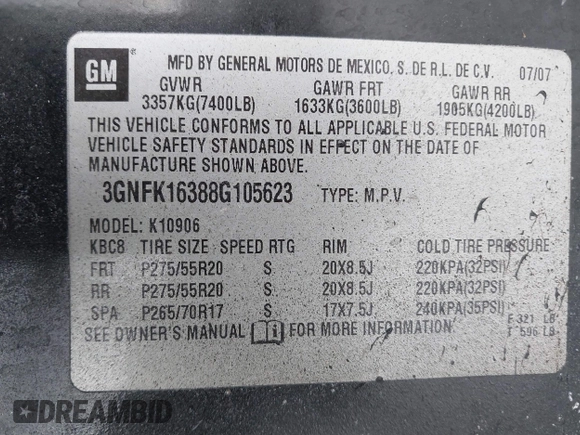 GM
MFD BY GENERAL MOTORS DE MEXICO, S. DE R.L. DE C.V. 07/07
GVWR GAWR FRT GAWR RR
3357KG(7400LB) 1633KG(3600LB) 1905KG(4200LB)
THIS VEHICLE CONFORMS TO ALL APPLICABLE U.S. FEDERAL MOTOR
VEHICLE SAFETY STANDARDS IN EFFECT ON THE DATE OF
MANUFACTURE SHOWN ABOVE.
3GNFK16388G105623 TYPE: M.P.V.
MODEL: K10906
KBC8 TIRE SIZE SPEED RTG RIM COLD TIRE PRESSURE
FRT P275/55R20 S 20X8.5J 220KPA(32PSI)
RR P275/55R20 S 20X8.5J 220KPA(32PSI)
SPA P265/70R17 S 17X7.5J 240KPA(35PSI)
SEE OWNER'S MANUAL FOR MORE INFORMATION
F 321 LB
T 596 LB
DREAMBID